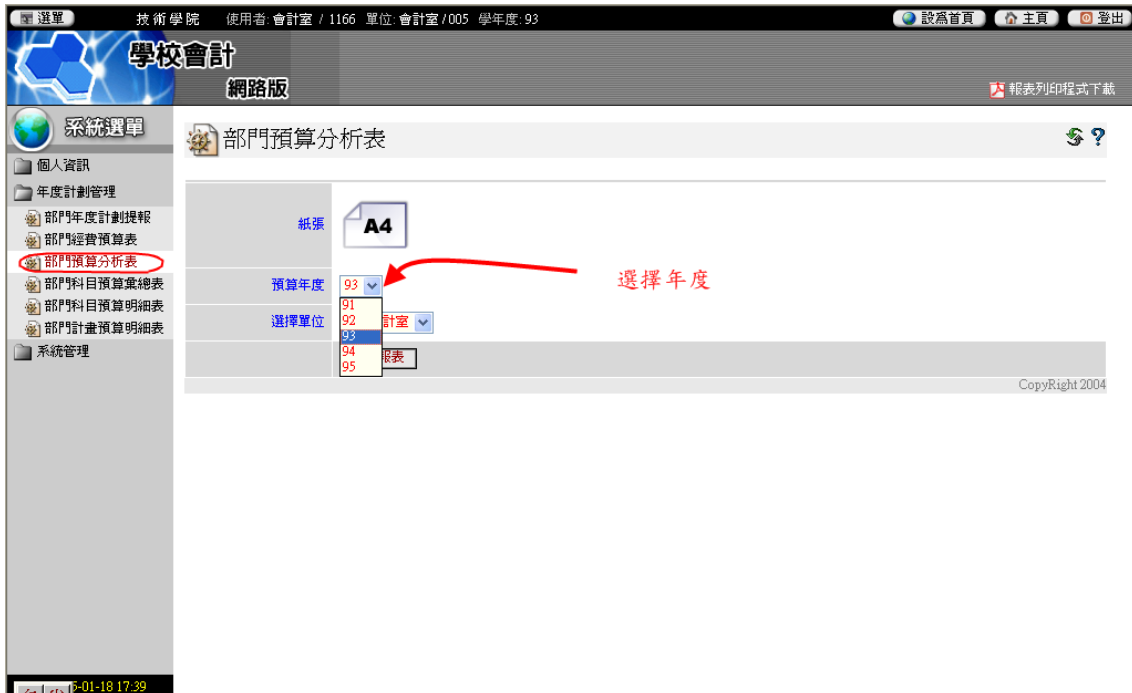 選單 技術學院 使用者: 會計室 / 1166 單位: 會計室 / 005 學年度: 93 設為首頁 主頁 登出
學校會計
網路版
報表列印程式下載
系統選單
部門預算分析表 ?
個人資訊
年度計劃管理
部門年度計劃提報
部門經費預算表
部門預算分析表
部門科目預算彙總表
部門科目預算明細表
部門計畫預算明細表
系統管理
紙張 A4
預算年度 93
選擇年度
91
92
93
94
95
選擇單位 計室
報表
CopyRight 2004
5-01-18 17:39